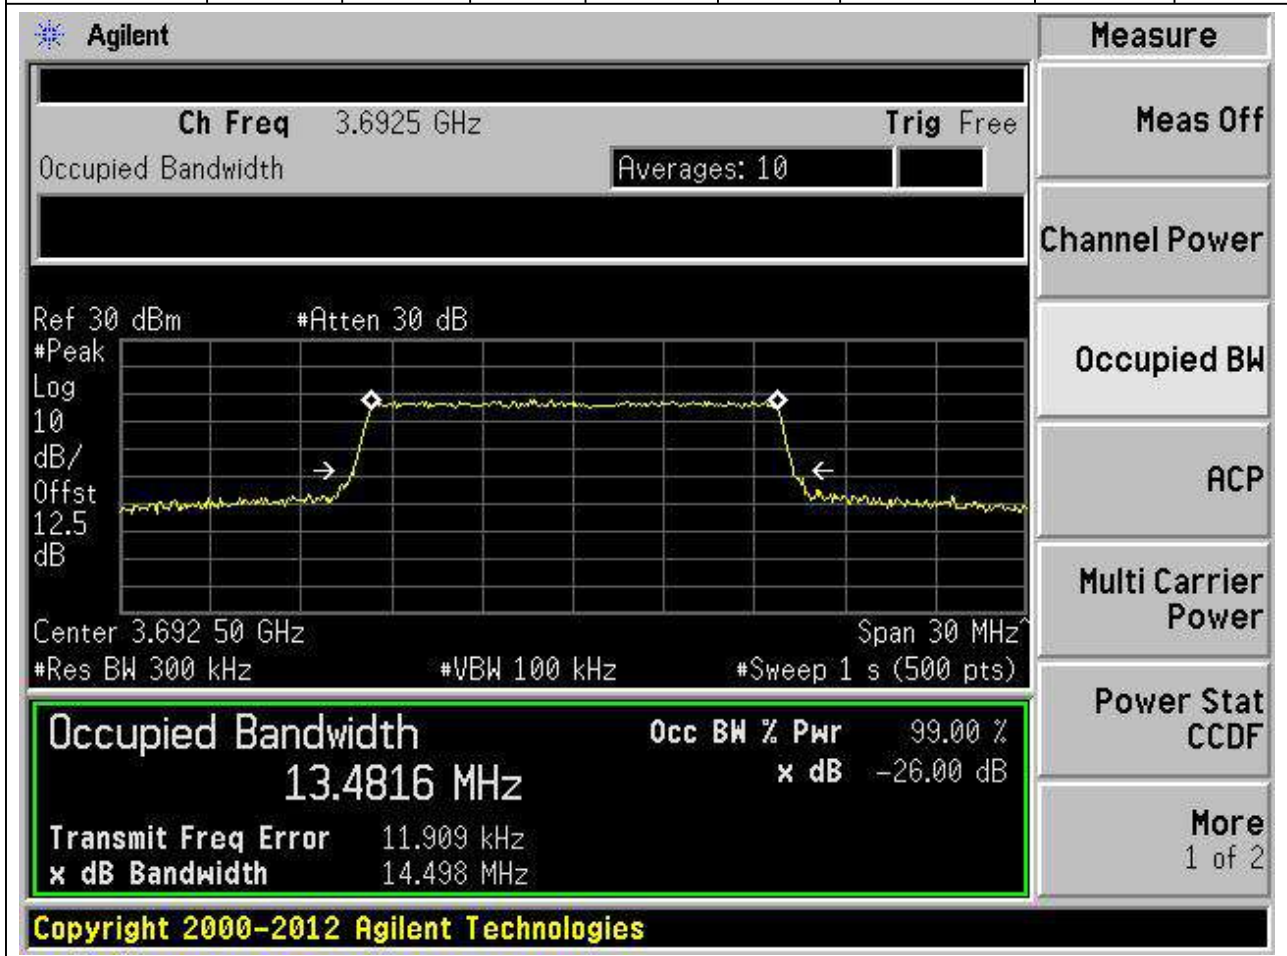 Agilent
Measure
Ch Freq 3.6925 GHz Trig Free
Occupied Bandwidth Averages: 10
Meas Off
Channel Power
Occupied BW
ACP
Multi Carrier
Power
Power Stat
CCDF
More
1 of 2
Ref 30 dBm #Atten 30 dB
#Peak
Log
10
dB/
Offst
12.5
dB
Center 3.692 50 GHz Span 30 MHz^
#Res BW 300 kHz #VBW 100 kHz #Sweep 1 s (500 pts)
Occupied Bandwidth Occ BW % Pwr 99.00 %
13.4816 MHz x dB -26.00 dB
Transmit Freq Error 11.909 kHz
x dB Bandwidth 14.498 MHz
Copyright 2000-2012 Agilent Technologies